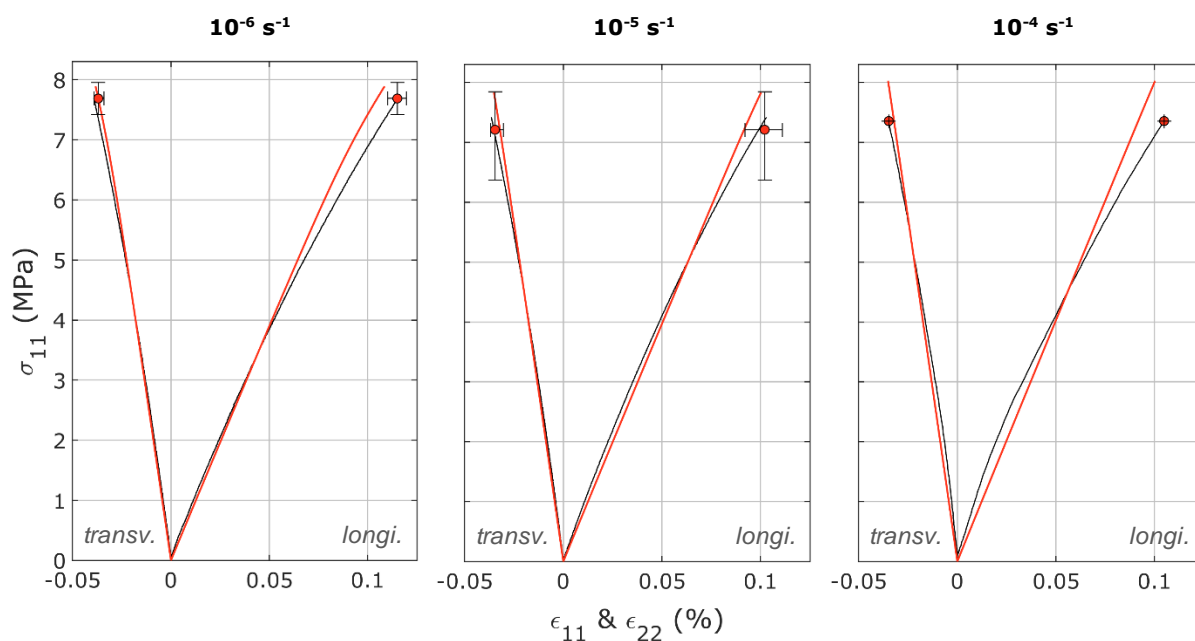 10⁻⁶ s⁻¹ 10⁻⁵ s⁻¹ 10⁻⁴ s⁻¹
8
7
6
5
4
3
2
1
0
σ₁₁ (MPa)
transv. longi. transv. longi. transv. longi.
-0.05 0 0.05 0.1 -0.05 0 0.05 0.1 -0.05 0 0.05 0.1
ϵ₁₁ & ϵ₂₂ (%)